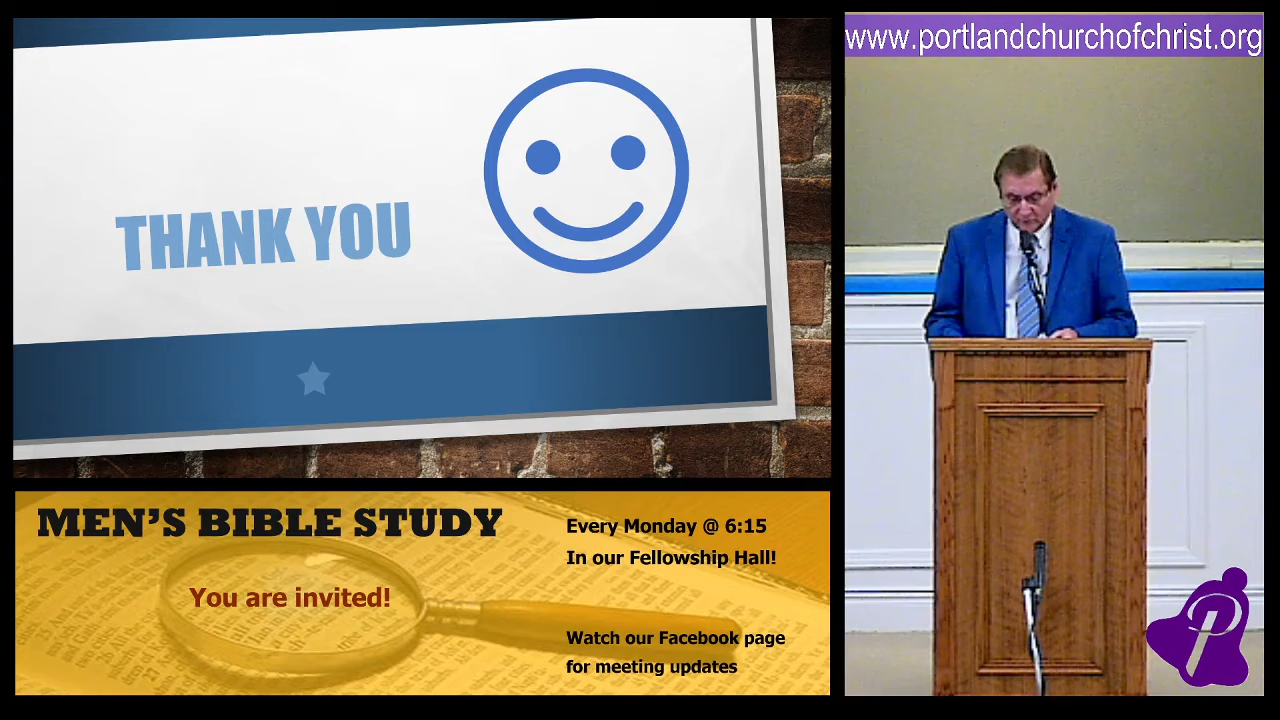 THANK YOU
www.portlandchurchofchrist.org
MEN'S BIBLE STUDY
You are invited!
Every Monday @ 6:15
In our Fellowship Hall!
Watch our Facebook page
for meeting updates